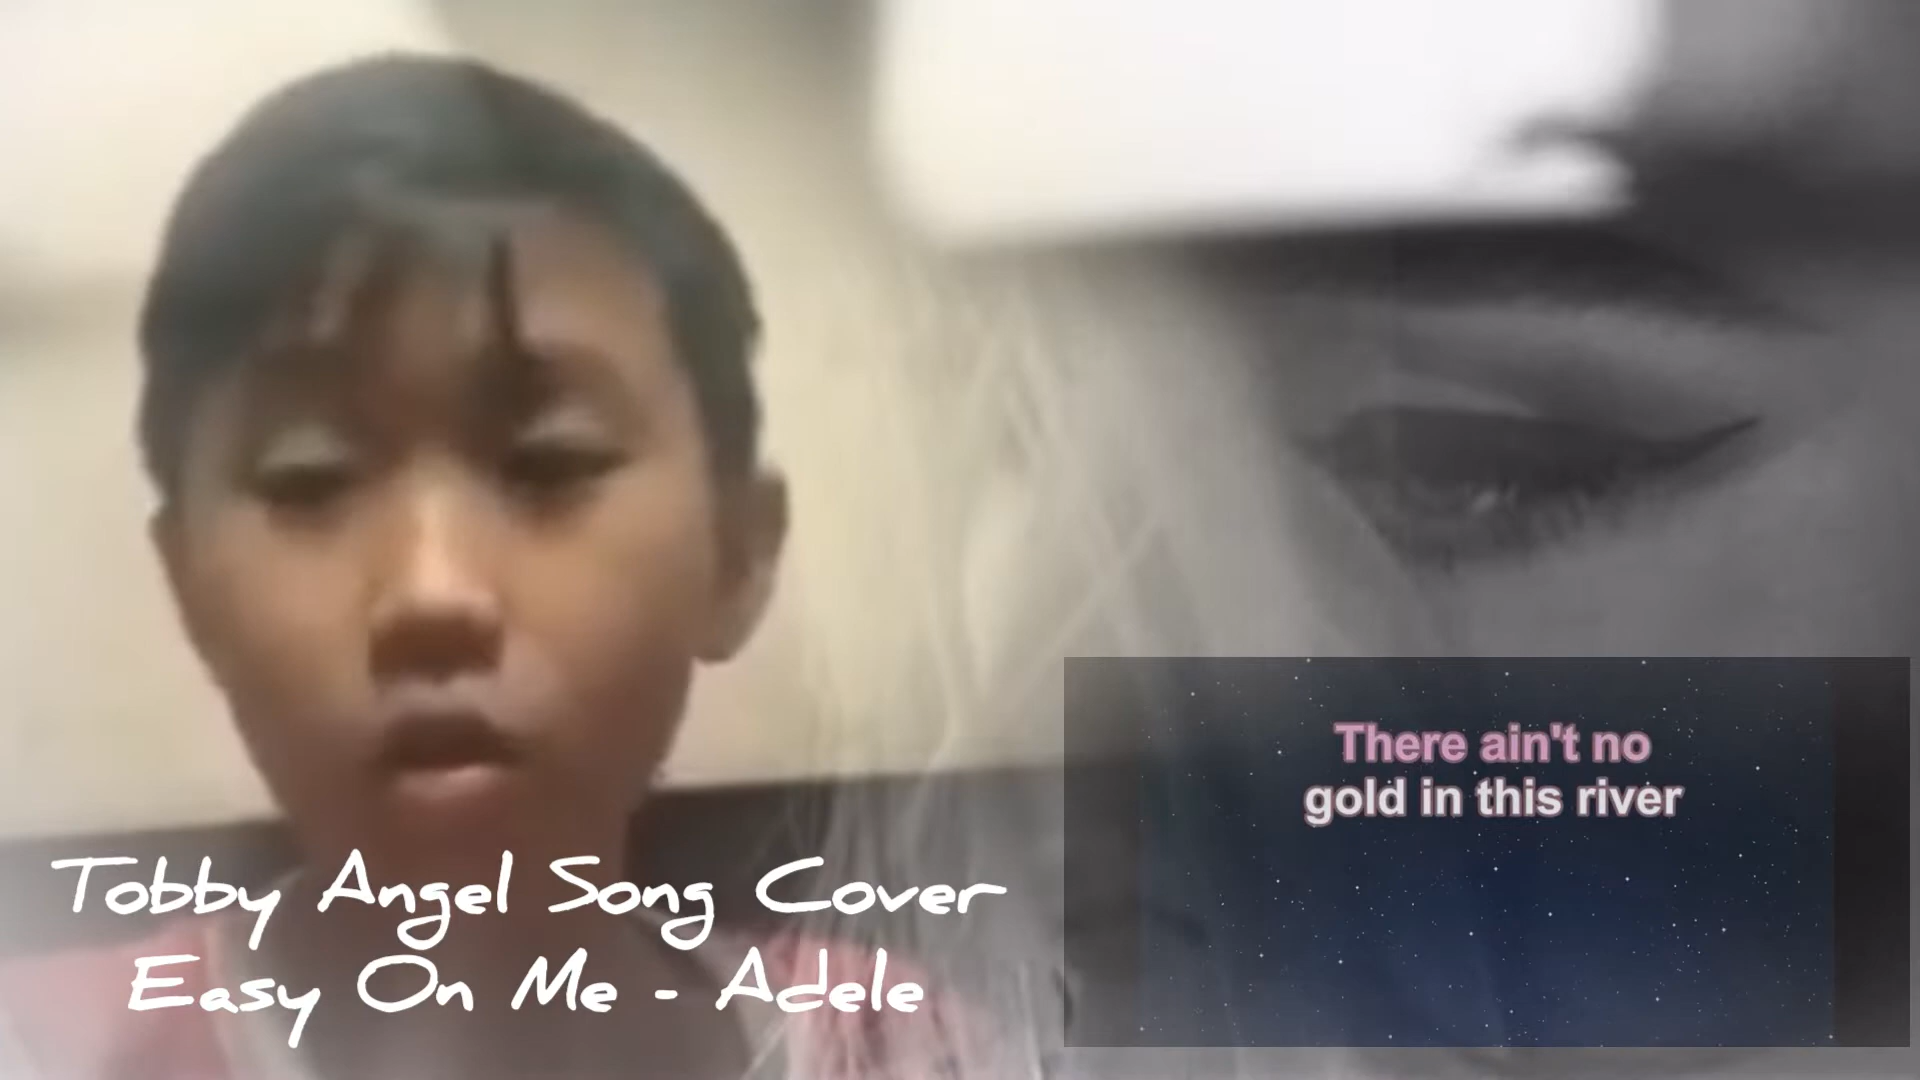 Tobby Angel Song Cover
Easy On Me - Adele
There ain't no
gold in this river